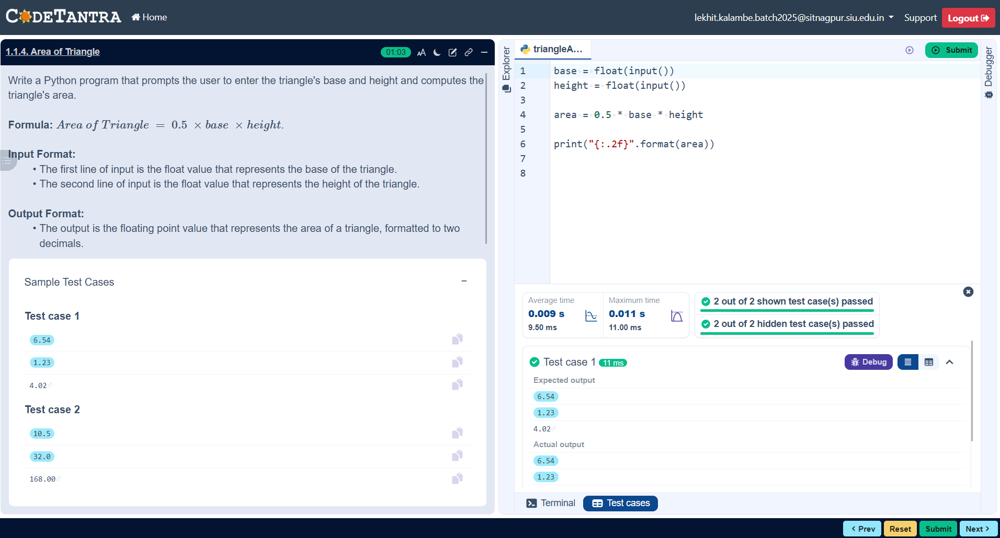 CODETANTRA
Home
lekhit.kalambe.batch2025@sitnagpur.siu.edu.in
Support
Logout
1.1.4. Area of Triangle
01:03
AA
Write a Python program that prompts the user to enter the triangle's base and height and computes the
triangle's area.
Formula: Area of Triangle = 0.5 × base × height.
Input Format:
• The first line of input is the float value that represents the base of the triangle.
• The second line of input is the float value that represents the height of the triangle.
Output Format:
• The output is the floating point value that represents the area of a triangle, formatted to two
decimals.
Sample Test Cases
Test case 1
6.54
1.23
4.02
Test case 2
10.5
32.0
168.00
Explorer
triangleA...
Submit
Debugger
1 base = float(input())
2 height = float(input())
3
4 area = 0.5 * base * height
5
6 print("{:.2f}".format(area))
7
8
Average time
0.009 s
9.50 ms
Maximum time
0.011 s
11.00 ms
2 out of 2 shown test case(s) passed
2 out of 2 hidden test case(s) passed
Test case 1 11 ms
Debug
Expected output
6.54
1.23
4.02
Actual output
6.54
1.23
Terminal
Test cases
< Prev
Reset
Submit
Next >